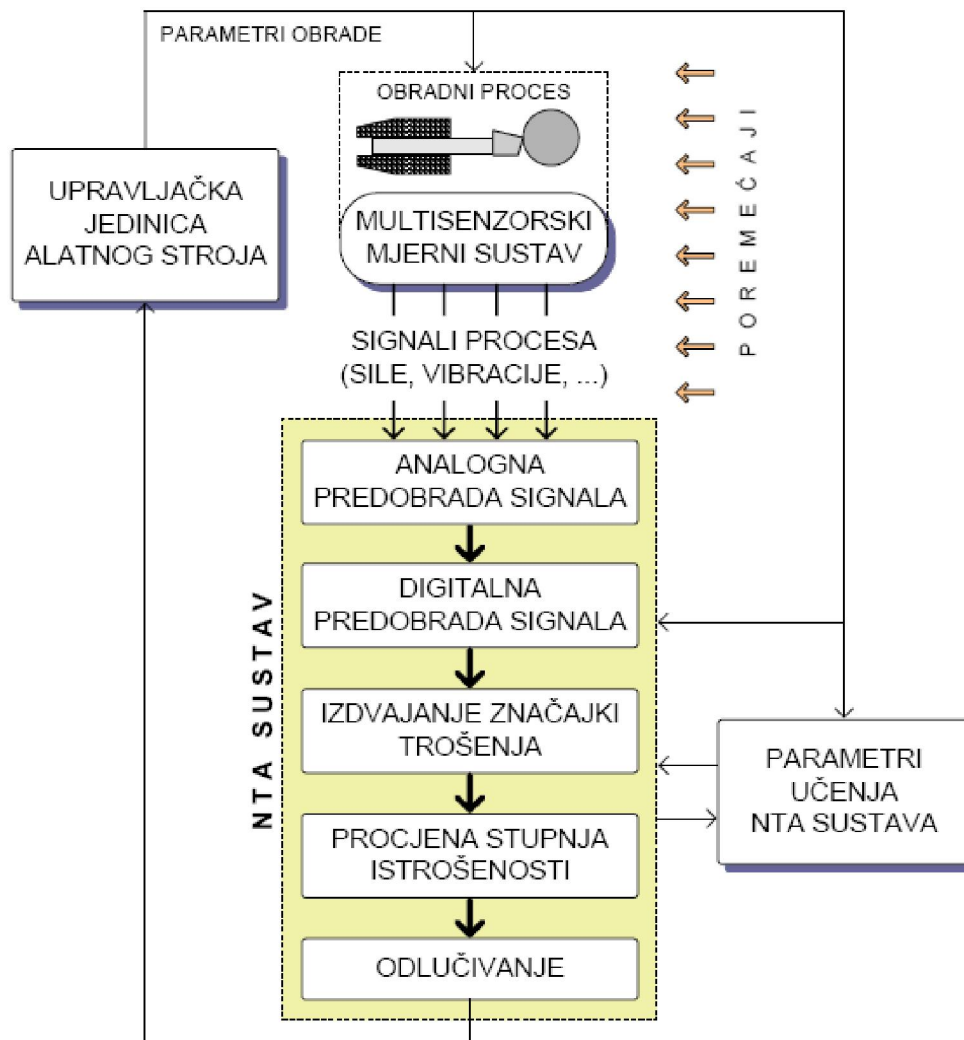 PARAMETRI OBRADE
OBRADNI PROCES
UPRAVLJAČKA
JEDINICA
ALATNOG STROJA
MULTISENZORSKI
MJERNI SUSTAV
POREMEĆAJI
SIGNALI PROCESA
(SILE, VIBRACIJE, ...)
NTA SUSTAV
ANALOGNA
PREDOBRADA SIGNALA
DIGITALNA
PREDOBRADA SIGNALA
IZDVAJANJE ZNAČAJKI
TROŠENJA
PROCJENA STUPNJA
ISTROŠENOSTI
ODLUČIVANJE
PARAMETRI
UČENJA
NTA SUSTAVA